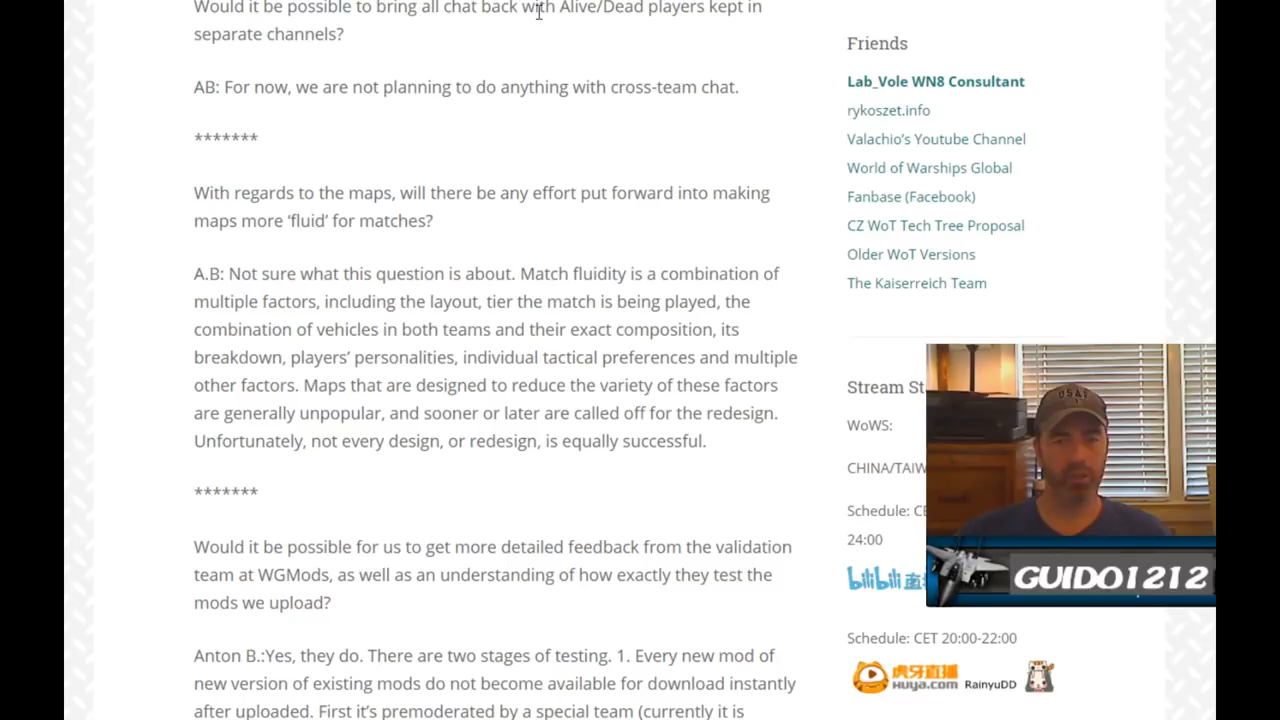 Would it be possible to bring all chat back with Alive/Dead players kept in
separate channels?
AB: For now, we are not planning to do anything with cross-team chat.
*******
With regards to the maps, will there be any effort put forward into making
maps more ‘fluid’ for matches?
A.B: Not sure what this question is about. Match fluidity is a combination of
multiple factors, including the layout, tier the match is being played, the
combination of vehicles in both teams and their exact composition, its
breakdown, players’ personalities, individual tactical preferences and multiple
other factors. Maps that are designed to reduce the variety of these factors
are generally unpopular, and sooner or later are called off for the redesign.
Unfortunately, not every design, or redesign, is equally successful.
*******
Would it be possible for us to get more detailed feedback from the validation
team at WGMods, as well as an understanding of how exactly they test the
mods we upload?
Anton B.:Yes, they do. There are two stages of testing. 1. Every new mod of
new version of existing mods do not become available for download instantly
after uploaded. First it’s premoderated by a special team (currently it is
Friends
Lab_Vole WN8 Consultant
rykoszet.info
Valachio’s Youtube Channel
World of Warships Global
Fanbase (Facebook)
CZ WoT Tech Tree Proposal
Older WoT Versions
The Kaiserreich Team
Stream St
WoWS:
CHINA/TAIW
Schedule: CE
24:00
bilibili 直
USAF
GUIDO1212
Schedule: CET 20:00-22:00
虎牙直播
HUYA.COM RainyuDD